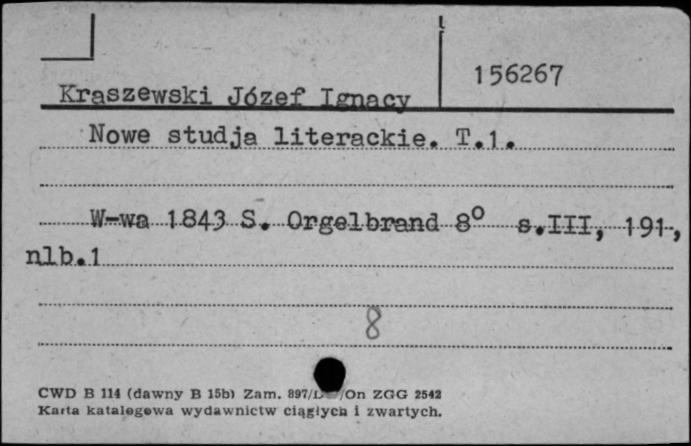 156267
Kraszewski Józef Ignacy
Nowe studja literackie. T.1.
W-wa 1843 S. Orgelbrand 8° s.III, 191,
nlb.1
8
CWD B 114 (dawny B 15b) Zam. 897/L /On ZGG 2542
Karta katalogowa wydawnictw ciągłych i zwartych.